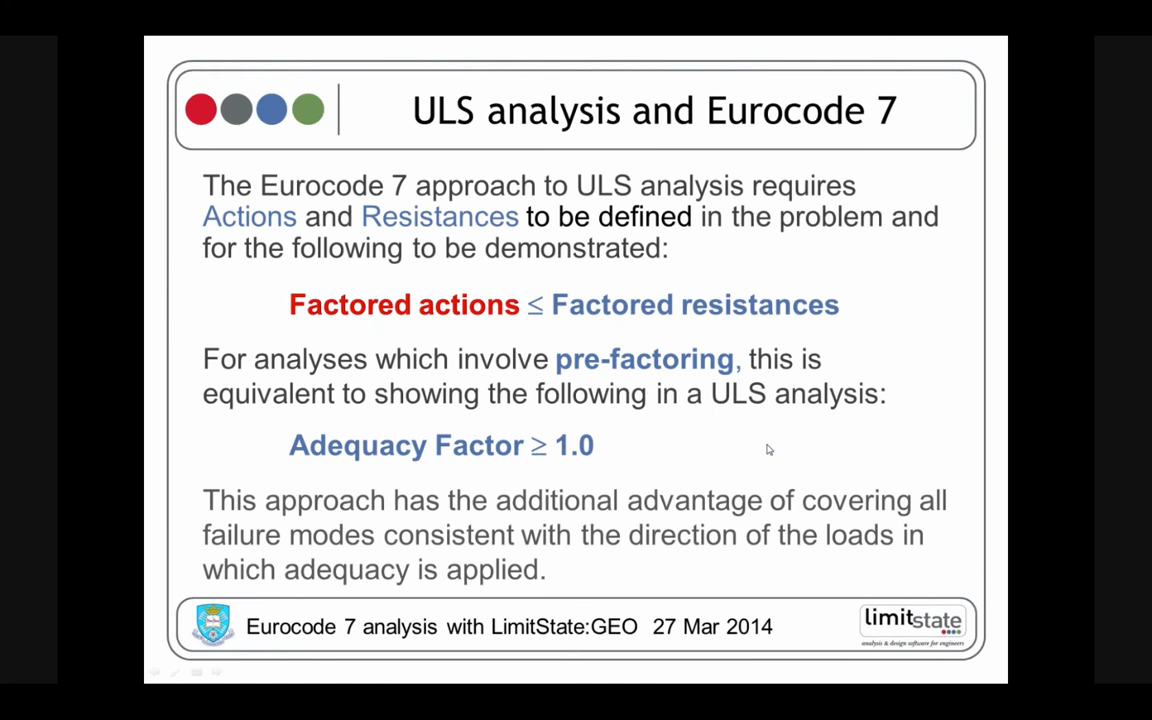 ULS analysis and Eurocode 7
The Eurocode 7 approach to ULS analysis requires
Actions and Resistances to be defined in the problem and
for the following to be demonstrated:
Factored actions ≤ Factored resistances
For analyses which involve pre-factoring, this is
equivalent to showing the following in a ULS analysis:
Adequacy Factor ≥ 1.0
This approach has the additional advantage of covering all
failure modes consistent with the direction of the loads in
which adequacy is applied.
Eurocode 7 analysis with LimitState:GEO 27 Mar 2014
limitstate
analysis & design software for engineers